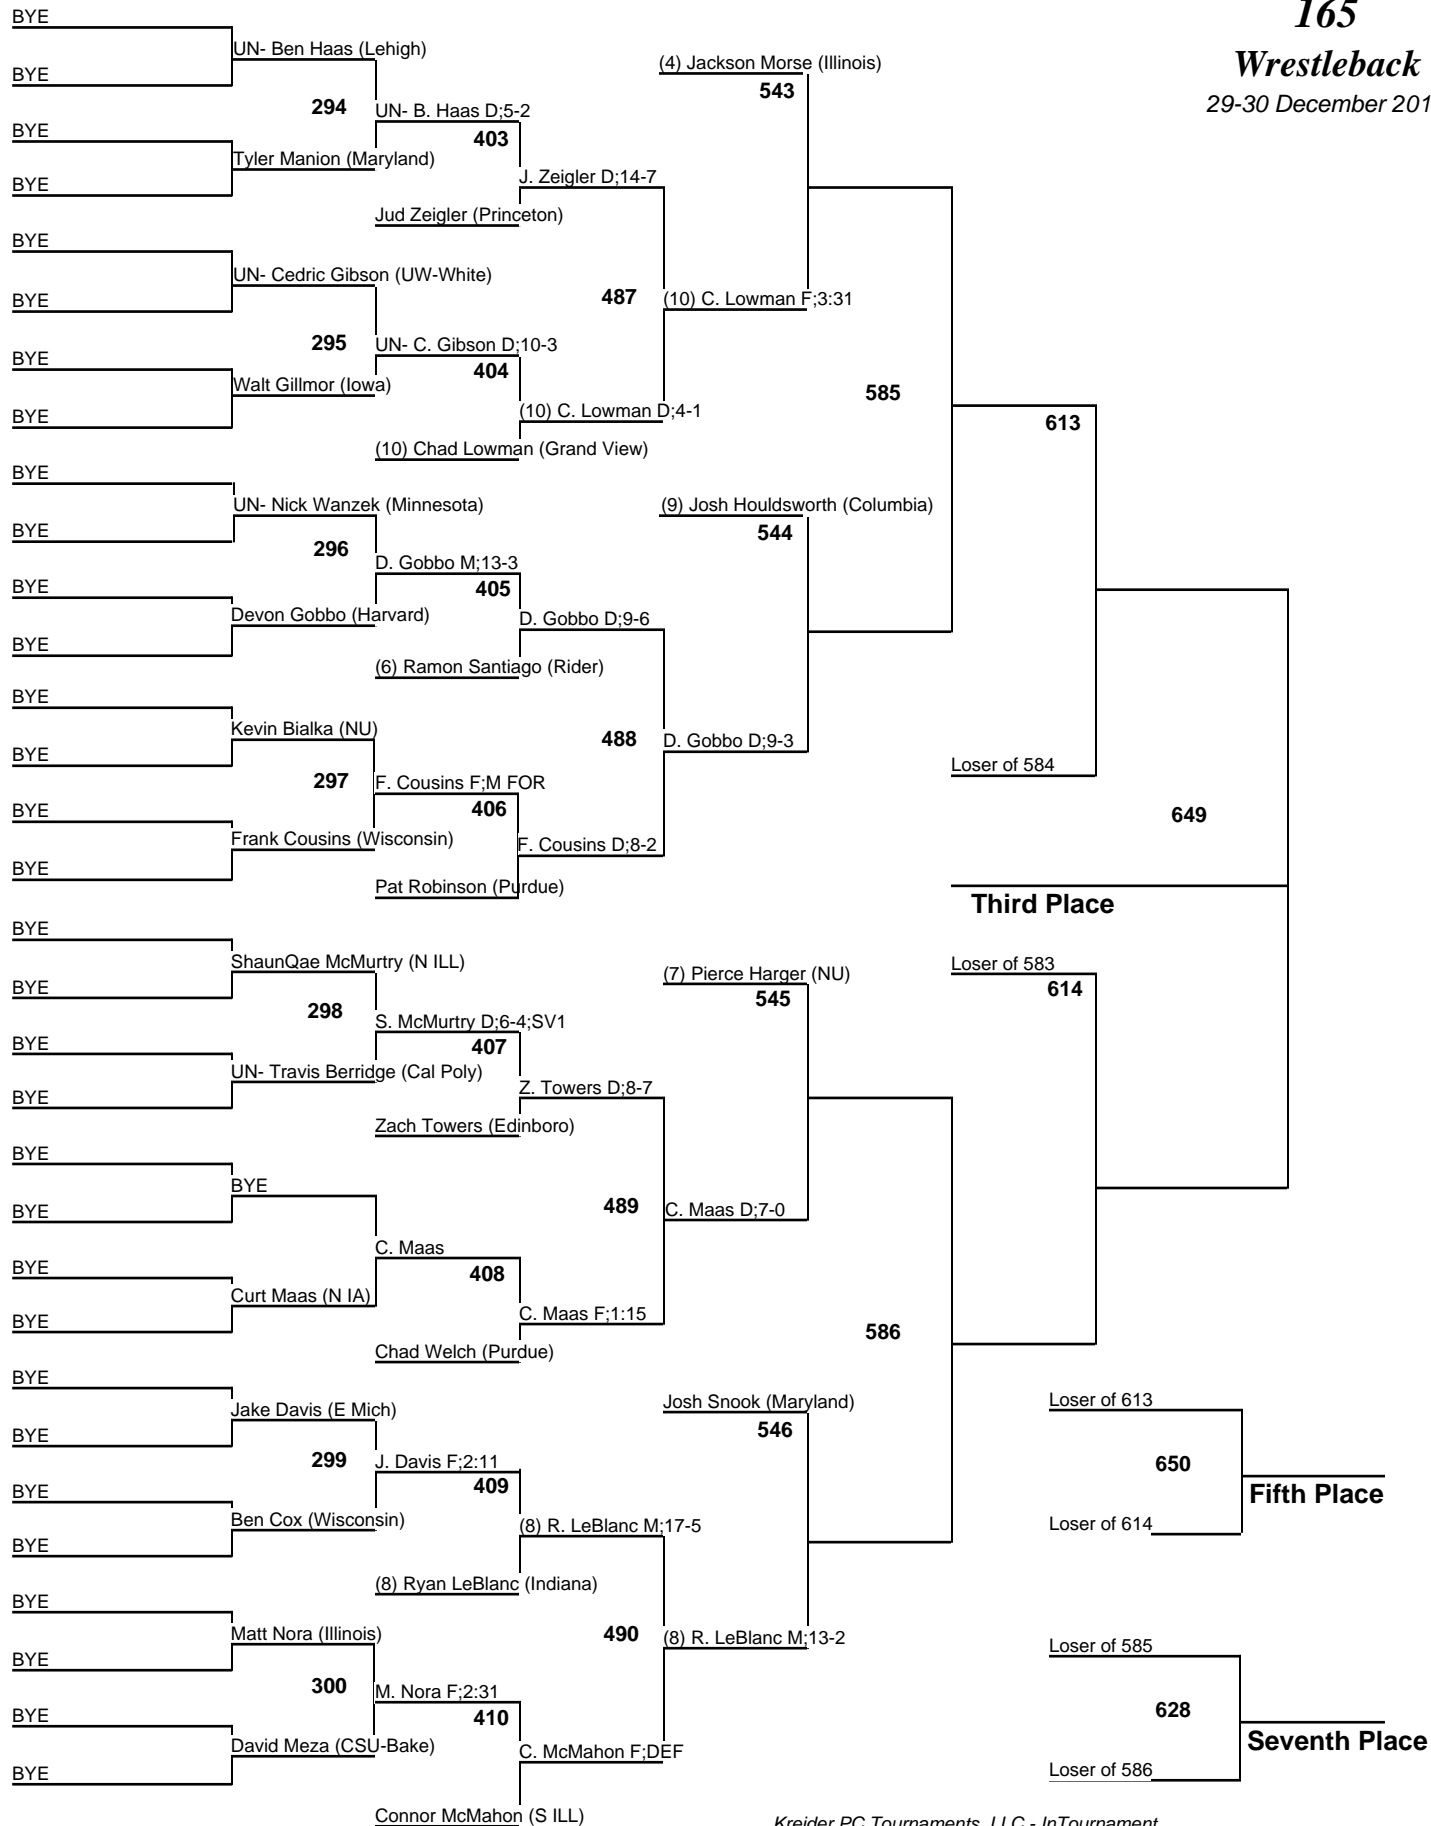 165
Wrestleback
29-30 December 201
BYE
UN- Ben Haas (Lehigh)
BYE
294
UN- B. Haas D;5-2
403
BYE
Tyler Manion (Maryland)
BYE
J. Zeigler D;14-7
Jud Zeigler (Princeton)
(4) Jackson Morse (Illinois)
543
BYE
UN- Cedric Gibson (UW-White)
BYE
487
(10) C. Lowman F;3:31
295
UN- C. Gibson D;10-3
404
BYE
Walt Gillmor (Iowa)
BYE
(10) C. Lowman D;4-1
(10) Chad Lowman (Grand View)
585
613
BYE
UN- Nick Wanzek (Minnesota)
BYE
(9) Josh Houldsworth (Columbia)
544
296
D. Gobbo M;13-3
405
BYE
Devon Gobbo (Harvard)
BYE
D. Gobbo D;9-6
(6) Ramon Santiago (Rider)
BYE
Kevin Bialka (NU)
BYE
488
D. Gobbo D;9-3
Loser of 584
297
F. Cousins F;M FOR
406
649
BYE
Frank Cousins (Wisconsin)
BYE
F. Cousins D;8-2
Pat Robinson (Purdue)
Third Place
BYE
ShaunQae McMurtry (N ILL)
BYE
(7) Pierce Harger (NU)
545
Loser of 583
614
298
S. McMurtry D;6-4;SV1
407
BYE
UN- Travis Berridge (Cal Poly)
BYE
Z. Towers D;8-7
Zach Towers (Edinboro)
BYE
BYE
BYE
489
C. Maas D;7-0
C. Maas
408
BYE
Curt Maas (N IA)
BYE
C. Maas F;1:15
Chad Welch (Purdue)
586
BYE
Jake Davis (E Mich)
BYE
Josh Snook (Maryland)
546
Loser of 613
299
J. Davis F;2:11
409
650
Fifth Place
BYE
Ben Cox (Wisconsin)
BYE
(8) R. LeBlanc M;17-5
(8) Ryan LeBlanc (Indiana)
Loser of 614
BYE
Matt Nora (Illinois)
BYE
490
(8) R. LeBlanc M;13-2
Loser of 585
300
M. Nora F;2:31
410
628
Seventh Place
BYE
David Meza (CSU-Bake)
BYE
C. McMahon F;DEF
Connor McMahon (S ILL)
Loser of 586
Kreider PC Tournaments, LLC - InTournament